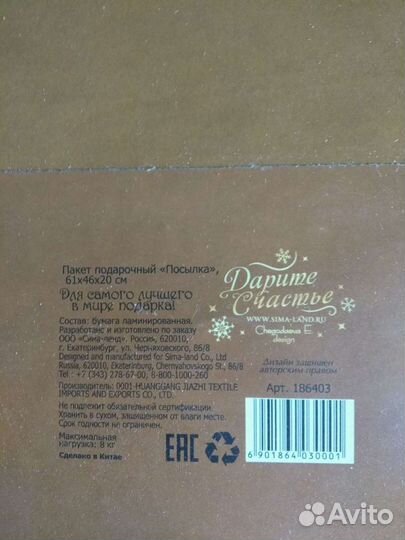 Пакет подарочный «Посылка»,
61х46х20 см
Для самого лучшего
в мире подарка!
Состав: бумага ламинированная.
Разработано и изготовлено по заказу
ООО «Сима-ленд». Россия, 620010,
г. Екатеринбург, ул. Черняховского, 86/8
Designed and manufactured for Sima-land Co., Ltd
Russia, 620010, Ekaterinburg, Chernyahovskogo St., 86/8
Tel.: +7 (343) 278-67-00, 8-800-1000-260
Производитель: 0001-HUANGGANG JIAZHI TEXTILE
IMPORTS AND EXPORTS CO., LTD.
Не подлежит обязательной сертификации.
Хранить в сухом, защищенном от влаги месте.
Срок годности не ограничен.
Максимальная
нагрузка: 8 кг
Сделано в Китае
EAC
Дарите
Счастье
WWW.SIMA-LAND.RU
Chegodaeva E.
design
Дизайн защищен
авторским правом
Арт. 186403
6 901864 030001
Avito